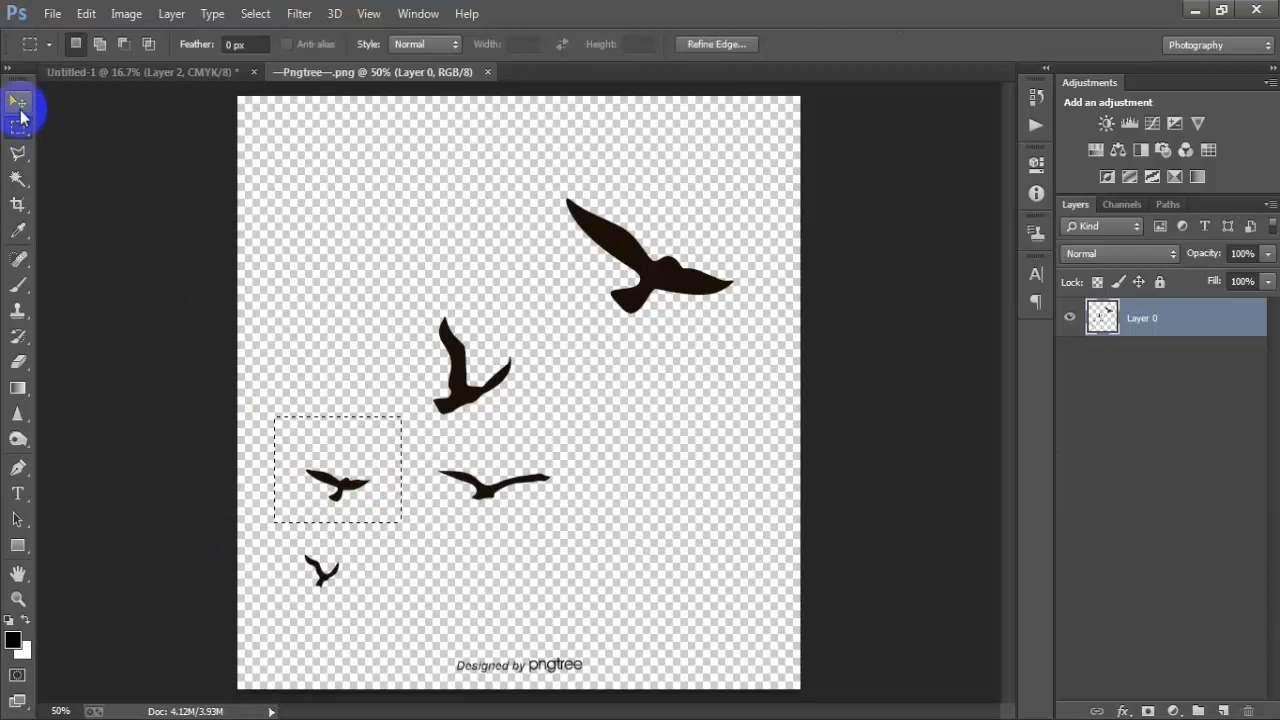 Ps File Edit Image Layer Type Select Filter 3D View Window Help
Feather: 0 px Anti-alias Style: Normal Width: Height: Refine Edge... Photography
Untitled-1 @ 16.7% (Layer 2, CMYK/8) * × —Pngtree—.png @ 50% (Layer 0, RGB/8) ×
Adjustments
Add an adjustment
Layers Channels Paths
Kind
Normal Opacity: 100%
Lock: Fill: 100%
Layer 0
Designed by pngtree
50% Doc: 4.12M/3.93M